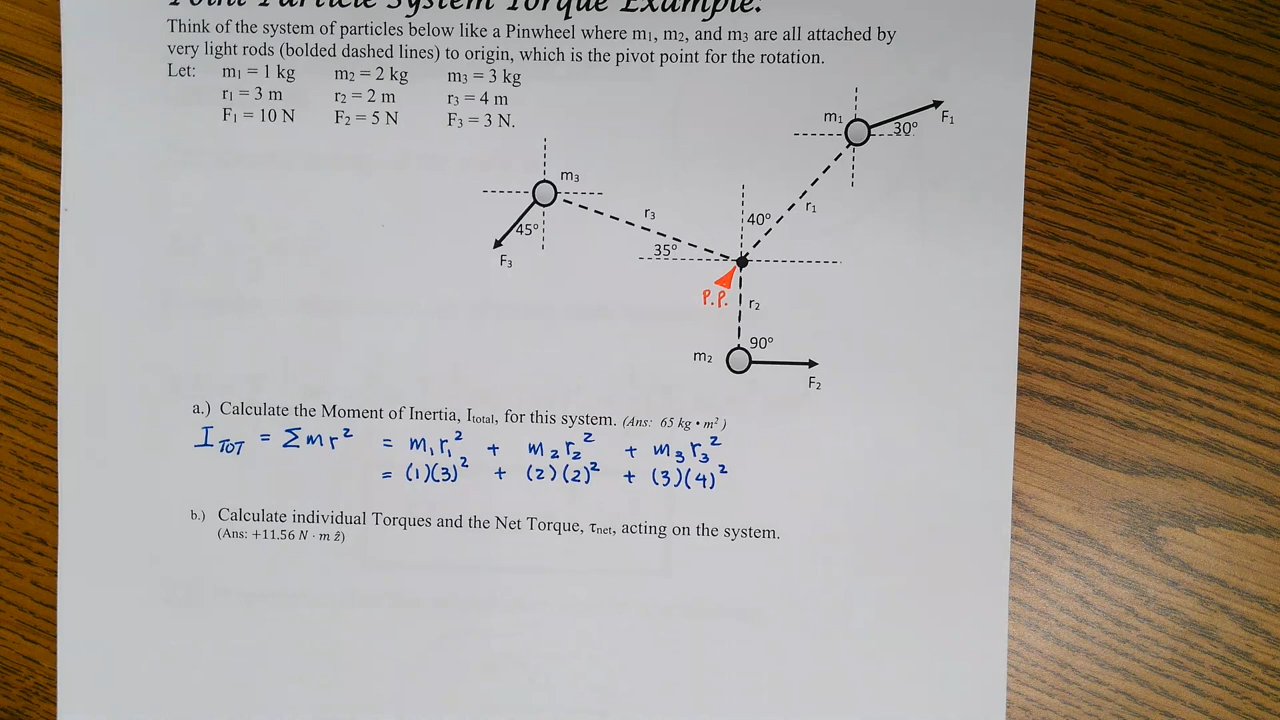 Point Particle System Torque Example:
Think of the system of particles below like a Pinwheel where m₁, m₂, and m₃ are all attached by
very light rods (bolded dashed lines) to origin, which is the pivot point for the rotation.
Let: m₁ = 1 kg m₂ = 2 kg m₃ = 3 kg
r₁ = 3 m r₂ = 2 m r₃ = 4 m
F₁ = 10 N F₂ = 5 N F₃ = 3 N.
m₁ F₁
30°
m₃
r₃ 40° r₁
45°
35°
F₃
P.P. r₂
90°
m₂
F₂
a.) Calculate the Moment of Inertia, Iₜₒₜₐₗ, for this system. (Ans: 65 kg • m²)
I TOT = Σmr² = m₁r₁² + m₂r₂² + m₃r₃²
= (1)(3)² + (2)(2)² + (3)(4)²
b.) Calculate individual Torques and the Net Torque, τₙₑₜ, acting on the system.
(Ans: +11.56 N · m ẑ)